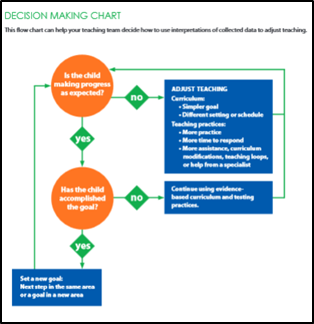 DECISION MAKING CHART
This flow chart can help your teaching team decide how to use interpretations of collected data to adjust teaching.
Is the child
making progress
as expected?
no
ADJUST TEACHING
Curriculum:
• Simpler goal
• Different setting or schedule
Teaching practices:
• More practice
• More time to respond
• More assistance, curriculum
modifications, teaching loops,
or help from a specialist
yes
Has the child
accomplished
the goal?
no
Continue using evidence-
based curriculum and testing
practices.
yes
Set a new goal:
Next step in the same area
or a goal in a new area